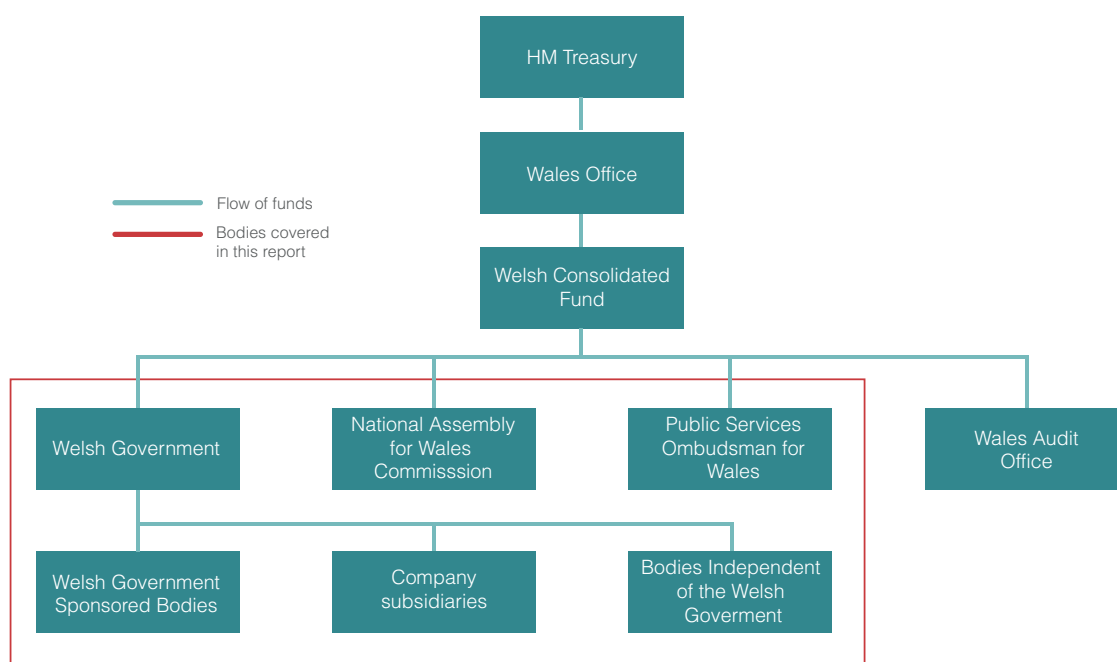 HM Treasury
Wales Office
Flow of funds
Bodies covered
in this report
Welsh Consolidated
Fund
Welsh Government
National Assembly
for Wales
Commisssion
Public Services
Ombudsman for
Wales
Wales Audit
Office
Welsh Government
Sponsored Bodies
Company
subsidiaries
Bodies Independent
of the Welsh
Goverment